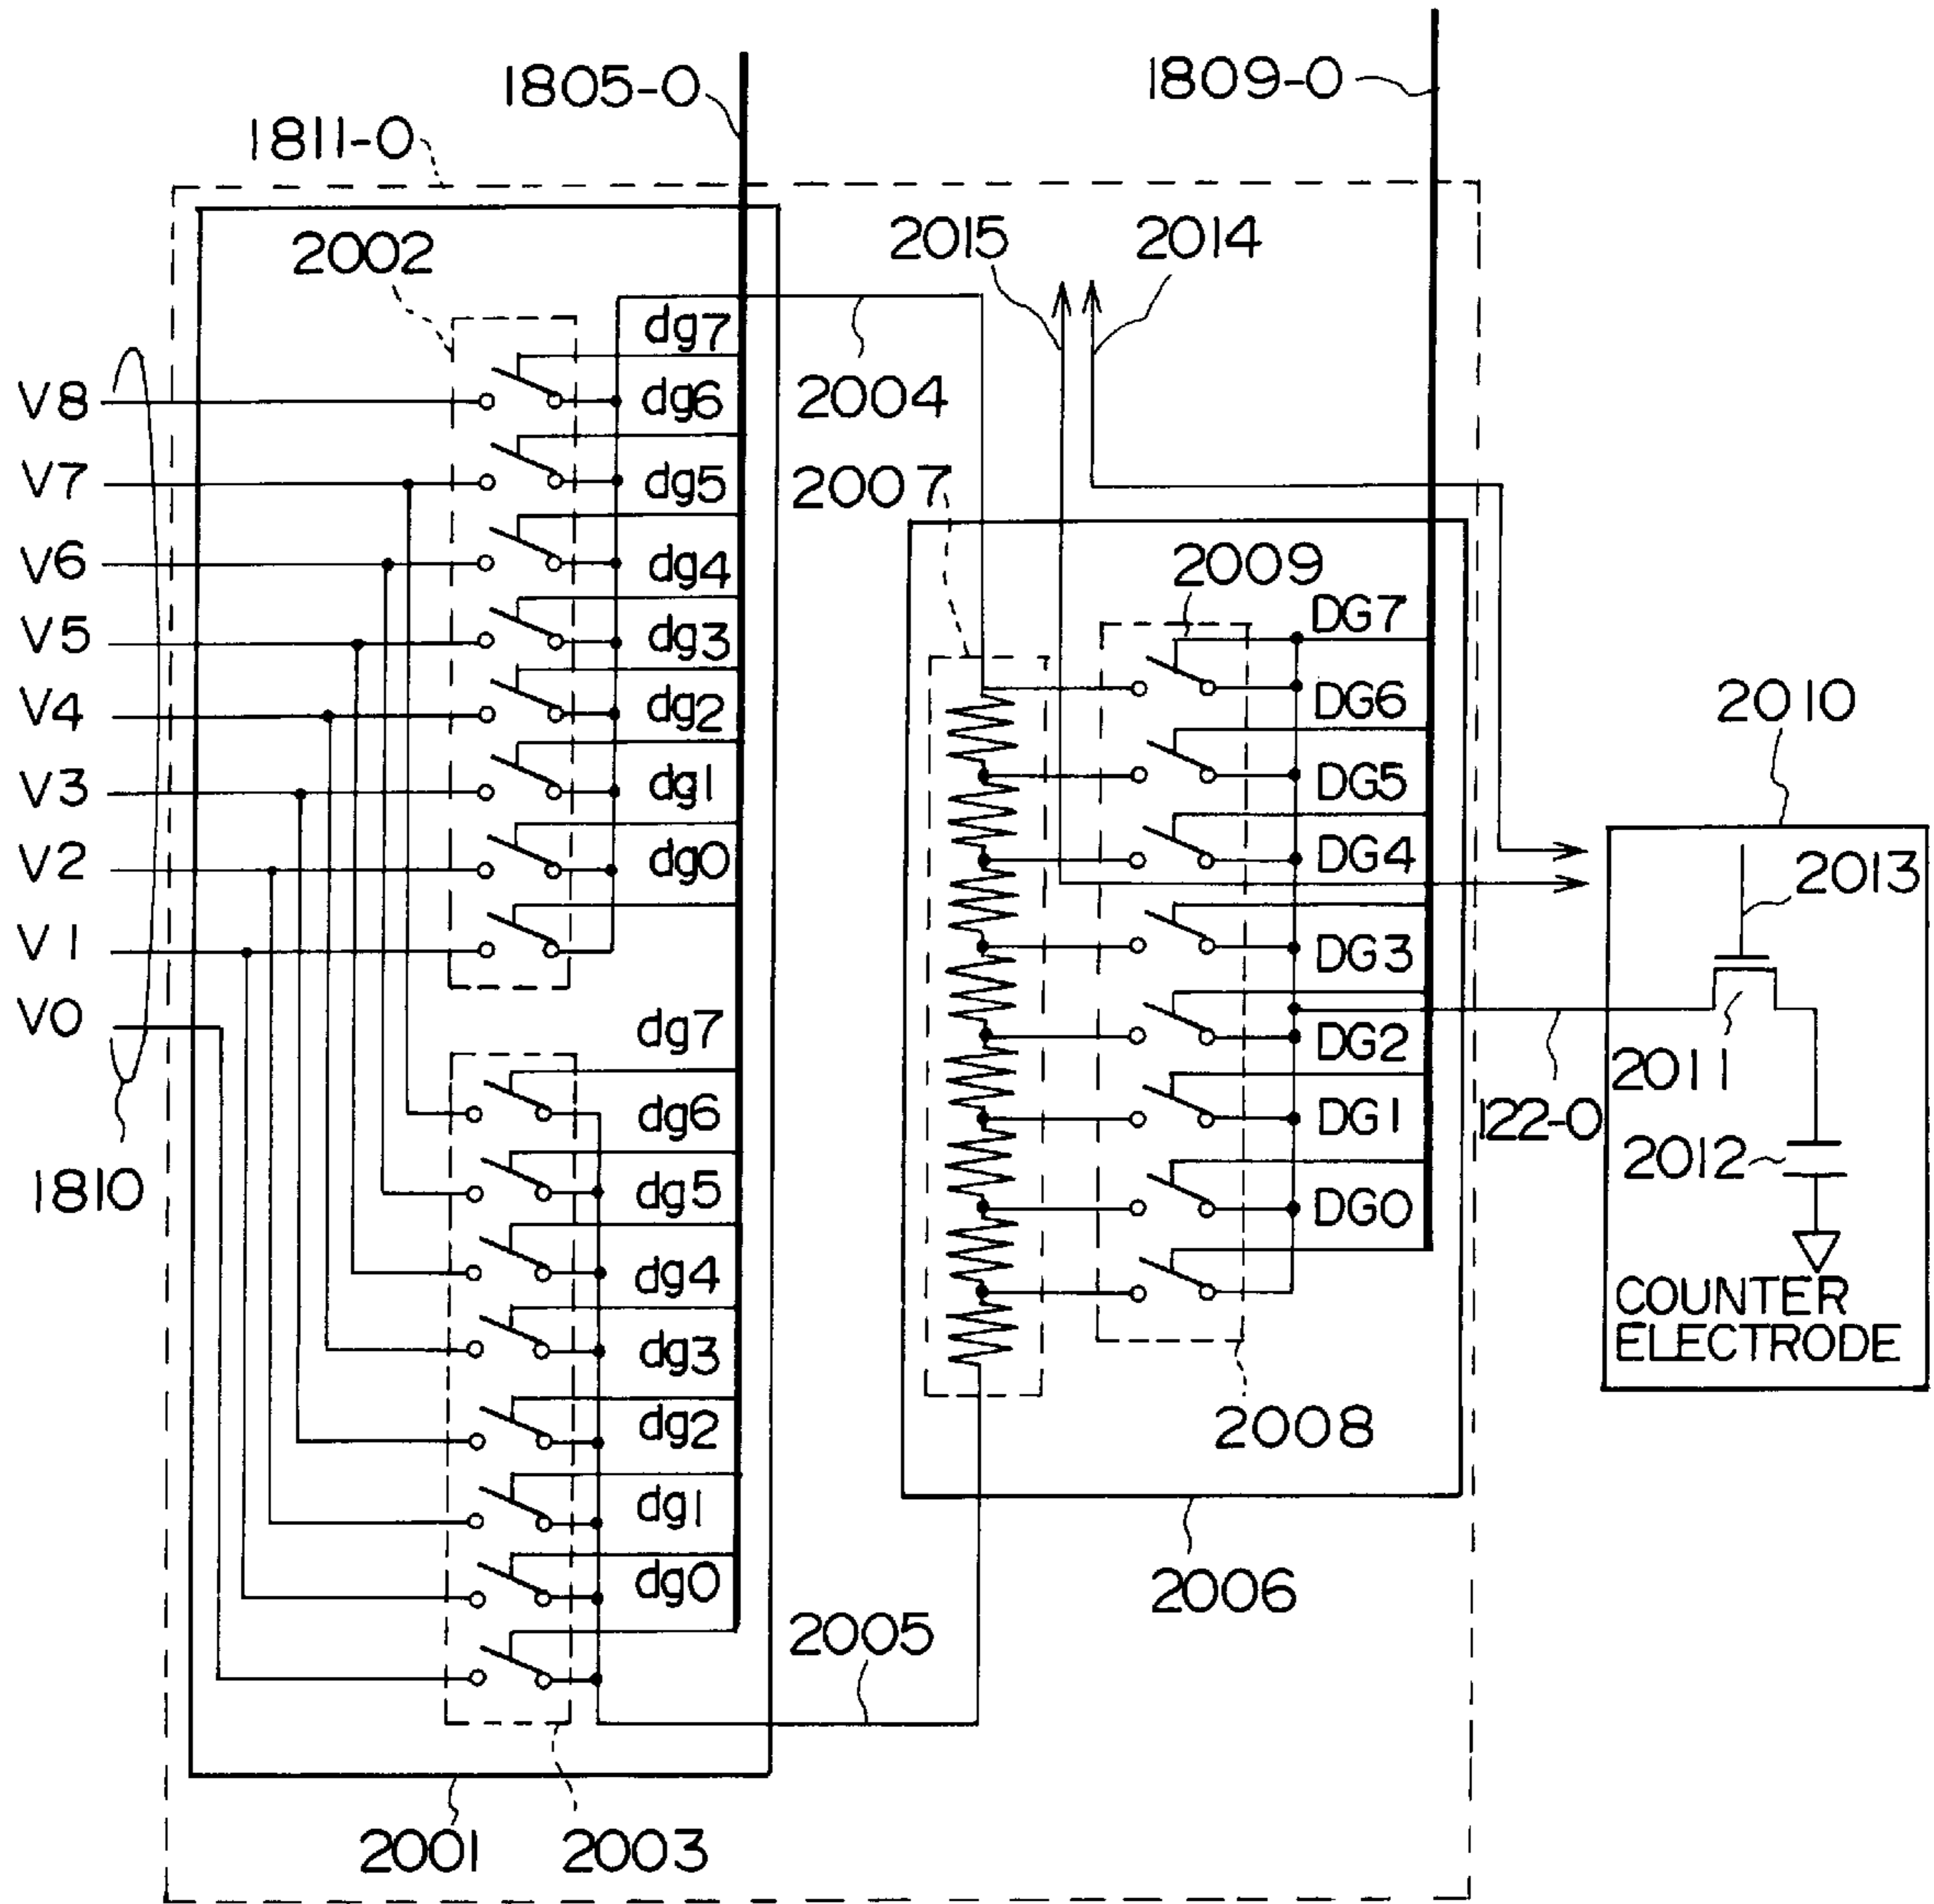 1805-0
1809-0
1811-0
2002
2015
2014
dg7
V8
dg6
2004
V7
dg5
2007
V6
dg4
2009
V5
dg3
DG7
V4
dg2
DG6
2010
V3
dg1
DG5
V2
dg0
DG4
2013
V1
DG3
V0
dg7
DG2
2011
dg6
DG1
122-0
2012
1810
dg5
DG0
dg4
COUNTER
ELECTRODE
dg3
dg2
2008
dg1
dg0
2006
2005
2001
2003